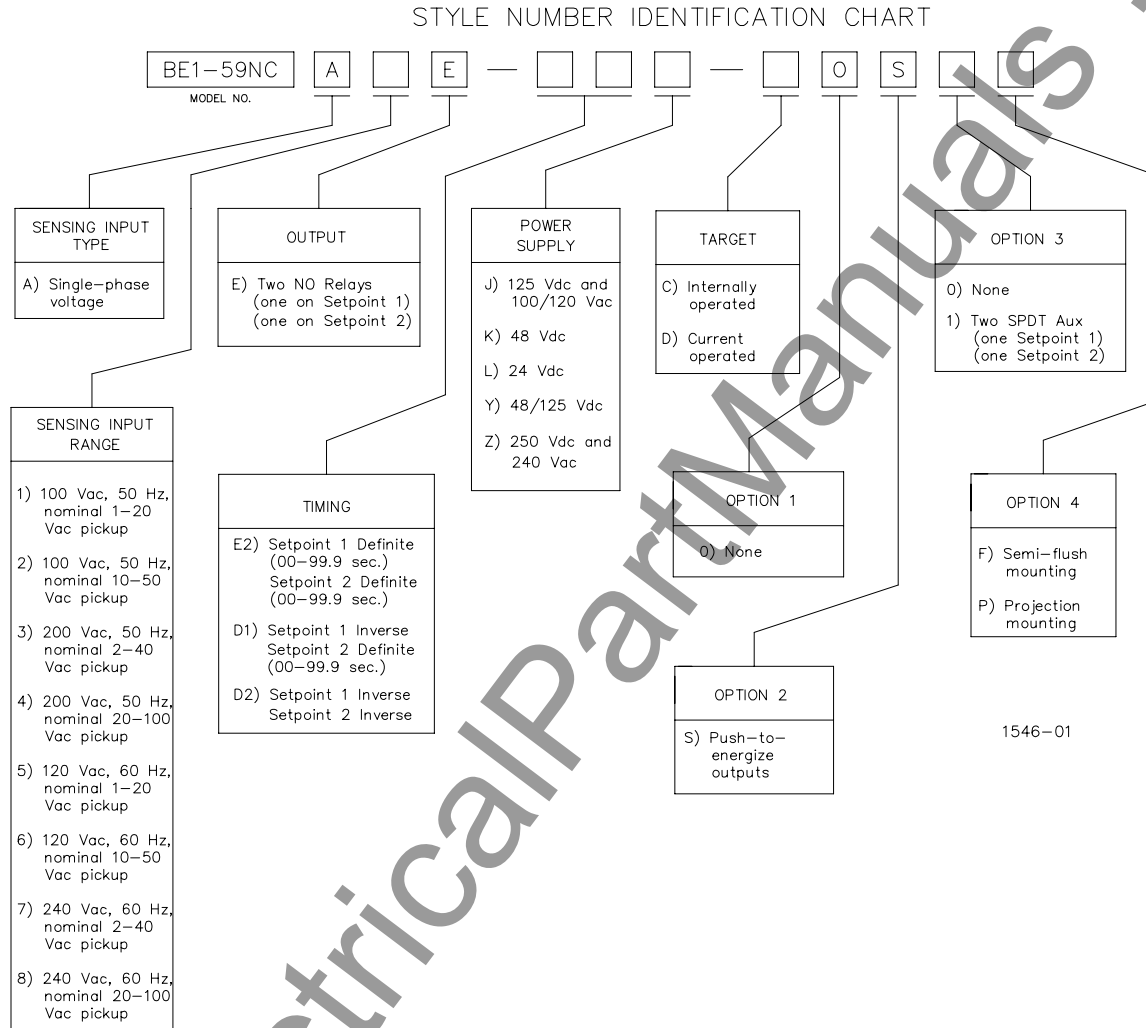 STYLE NUMBER IDENTIFICATION CHART
BE1-59NC A E — — 0 S
MODEL NO.
SENSING INPUT
TYPE
A) Single-phase
voltage
OUTPUT
E) Two NO Relays
(one on Setpoint 1)
(one on Setpoint 2)
POWER
SUPPLY
J) 125 Vdc and
100/120 Vac
K) 48 Vdc
L) 24 Vdc
Y) 48/125 Vdc
Z) 250 Vdc and
240 Vac
TARGET
C) Internally
operated
D) Current
operated
OPTION 3
0) None
1) Two SPDT Aux
(one Setpoint 1)
(one Setpoint 2)
SENSING INPUT
RANGE
1) 100 Vac, 50 Hz,
nominal 1-20
Vac pickup
2) 100 Vac, 50 Hz,
nominal 10-50
Vac pickup
3) 200 Vac, 50 Hz,
nominal 2-40
Vac pickup
4) 200 Vac, 50 Hz,
nominal 20-100
Vac pickup
5) 120 Vac, 60 Hz,
nominal 1-20
Vac pickup
6) 120 Vac, 60 Hz,
nominal 10-50
Vac pickup
7) 240 Vac, 60 Hz,
nominal 2-40
Vac pickup
8) 240 Vac, 60 Hz,
nominal 20-100
Vac pickup
TIMING
E2) Setpoint 1 Definite
(00-99.9 sec.)
Setpoint 2 Definite
(00-99.9 sec.)
D1) Setpoint 1 Inverse
Setpoint 2 Definite
(00-99.9 sec.)
D2) Setpoint 1 Inverse
Setpoint 2 Inverse
OPTION 1
0) None
OPTION 4
F) Semi-flush
mounting
P) Projection
mounting
OPTION 2
S) Push-to-
energize
outputs
1546-01
ctricalPartManuals